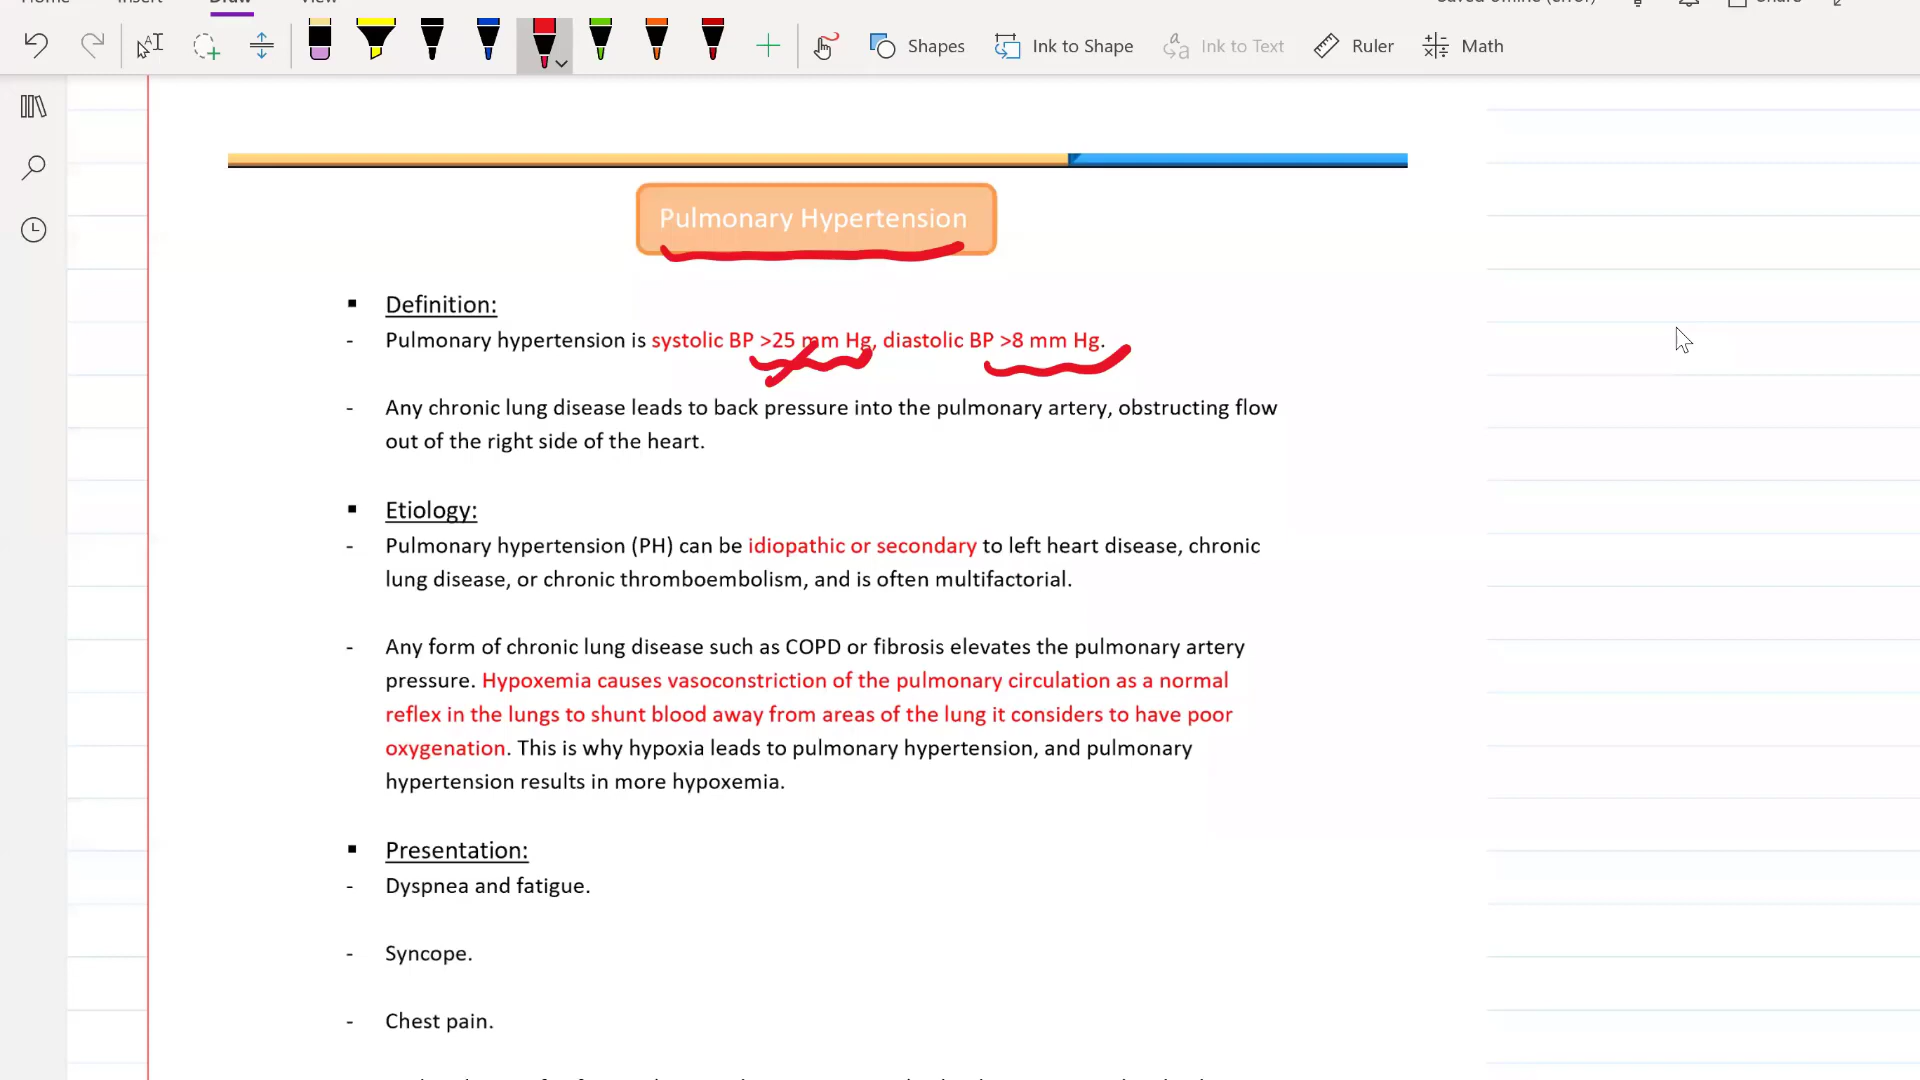 Draw
Saved online (error)
Share
Shapes
Ink to Shape
Ink to Text
Ruler
Math
Pulmonary Hypertension
Definition:
- Pulmonary hypertension is systolic BP >25 mm Hg, diastolic BP >8 mm Hg.
- Any chronic lung disease leads to back pressure into the pulmonary artery, obstructing flow
out of the right side of the heart.
Etiology:
- Pulmonary hypertension (PH) can be idiopathic or secondary to left heart disease, chronic
lung disease, or chronic thromboembolism, and is often multifactorial.
- Any form of chronic lung disease such as COPD or fibrosis elevates the pulmonary artery
pressure. Hypoxemia causes vasoconstriction of the pulmonary circulation as a normal
reflex in the lungs to shunt blood away from areas of the lung it considers to have poor
oxygenation. This is why hypoxia leads to pulmonary hypertension, and pulmonary
hypertension results in more hypoxemia.
Presentation:
- Dyspnea and fatigue.
- Syncope.
- Chest pain.